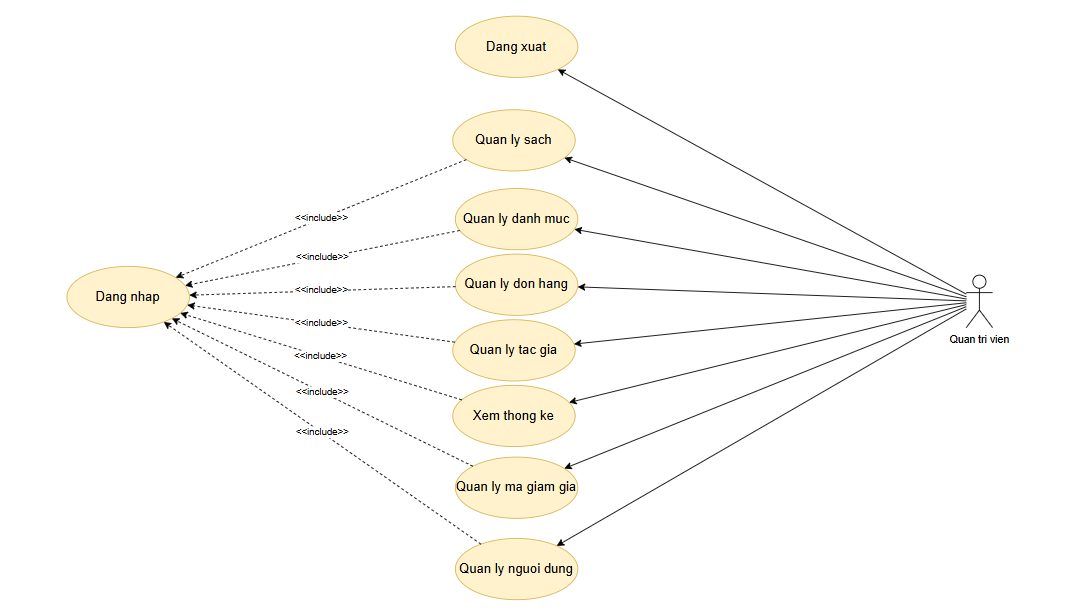 Dang xuat
Quan ly sach
<<include>>
Quan ly danh muc
<<include>>
Quan ly don hang
<<include>>
Dang nhap
<<include>>
Quan tri vien
Quan ly tac gia
<<include>>
<<include>>
Xem thong ke
<<include>>
Quan ly ma giam gia
Quan ly nguoi dung